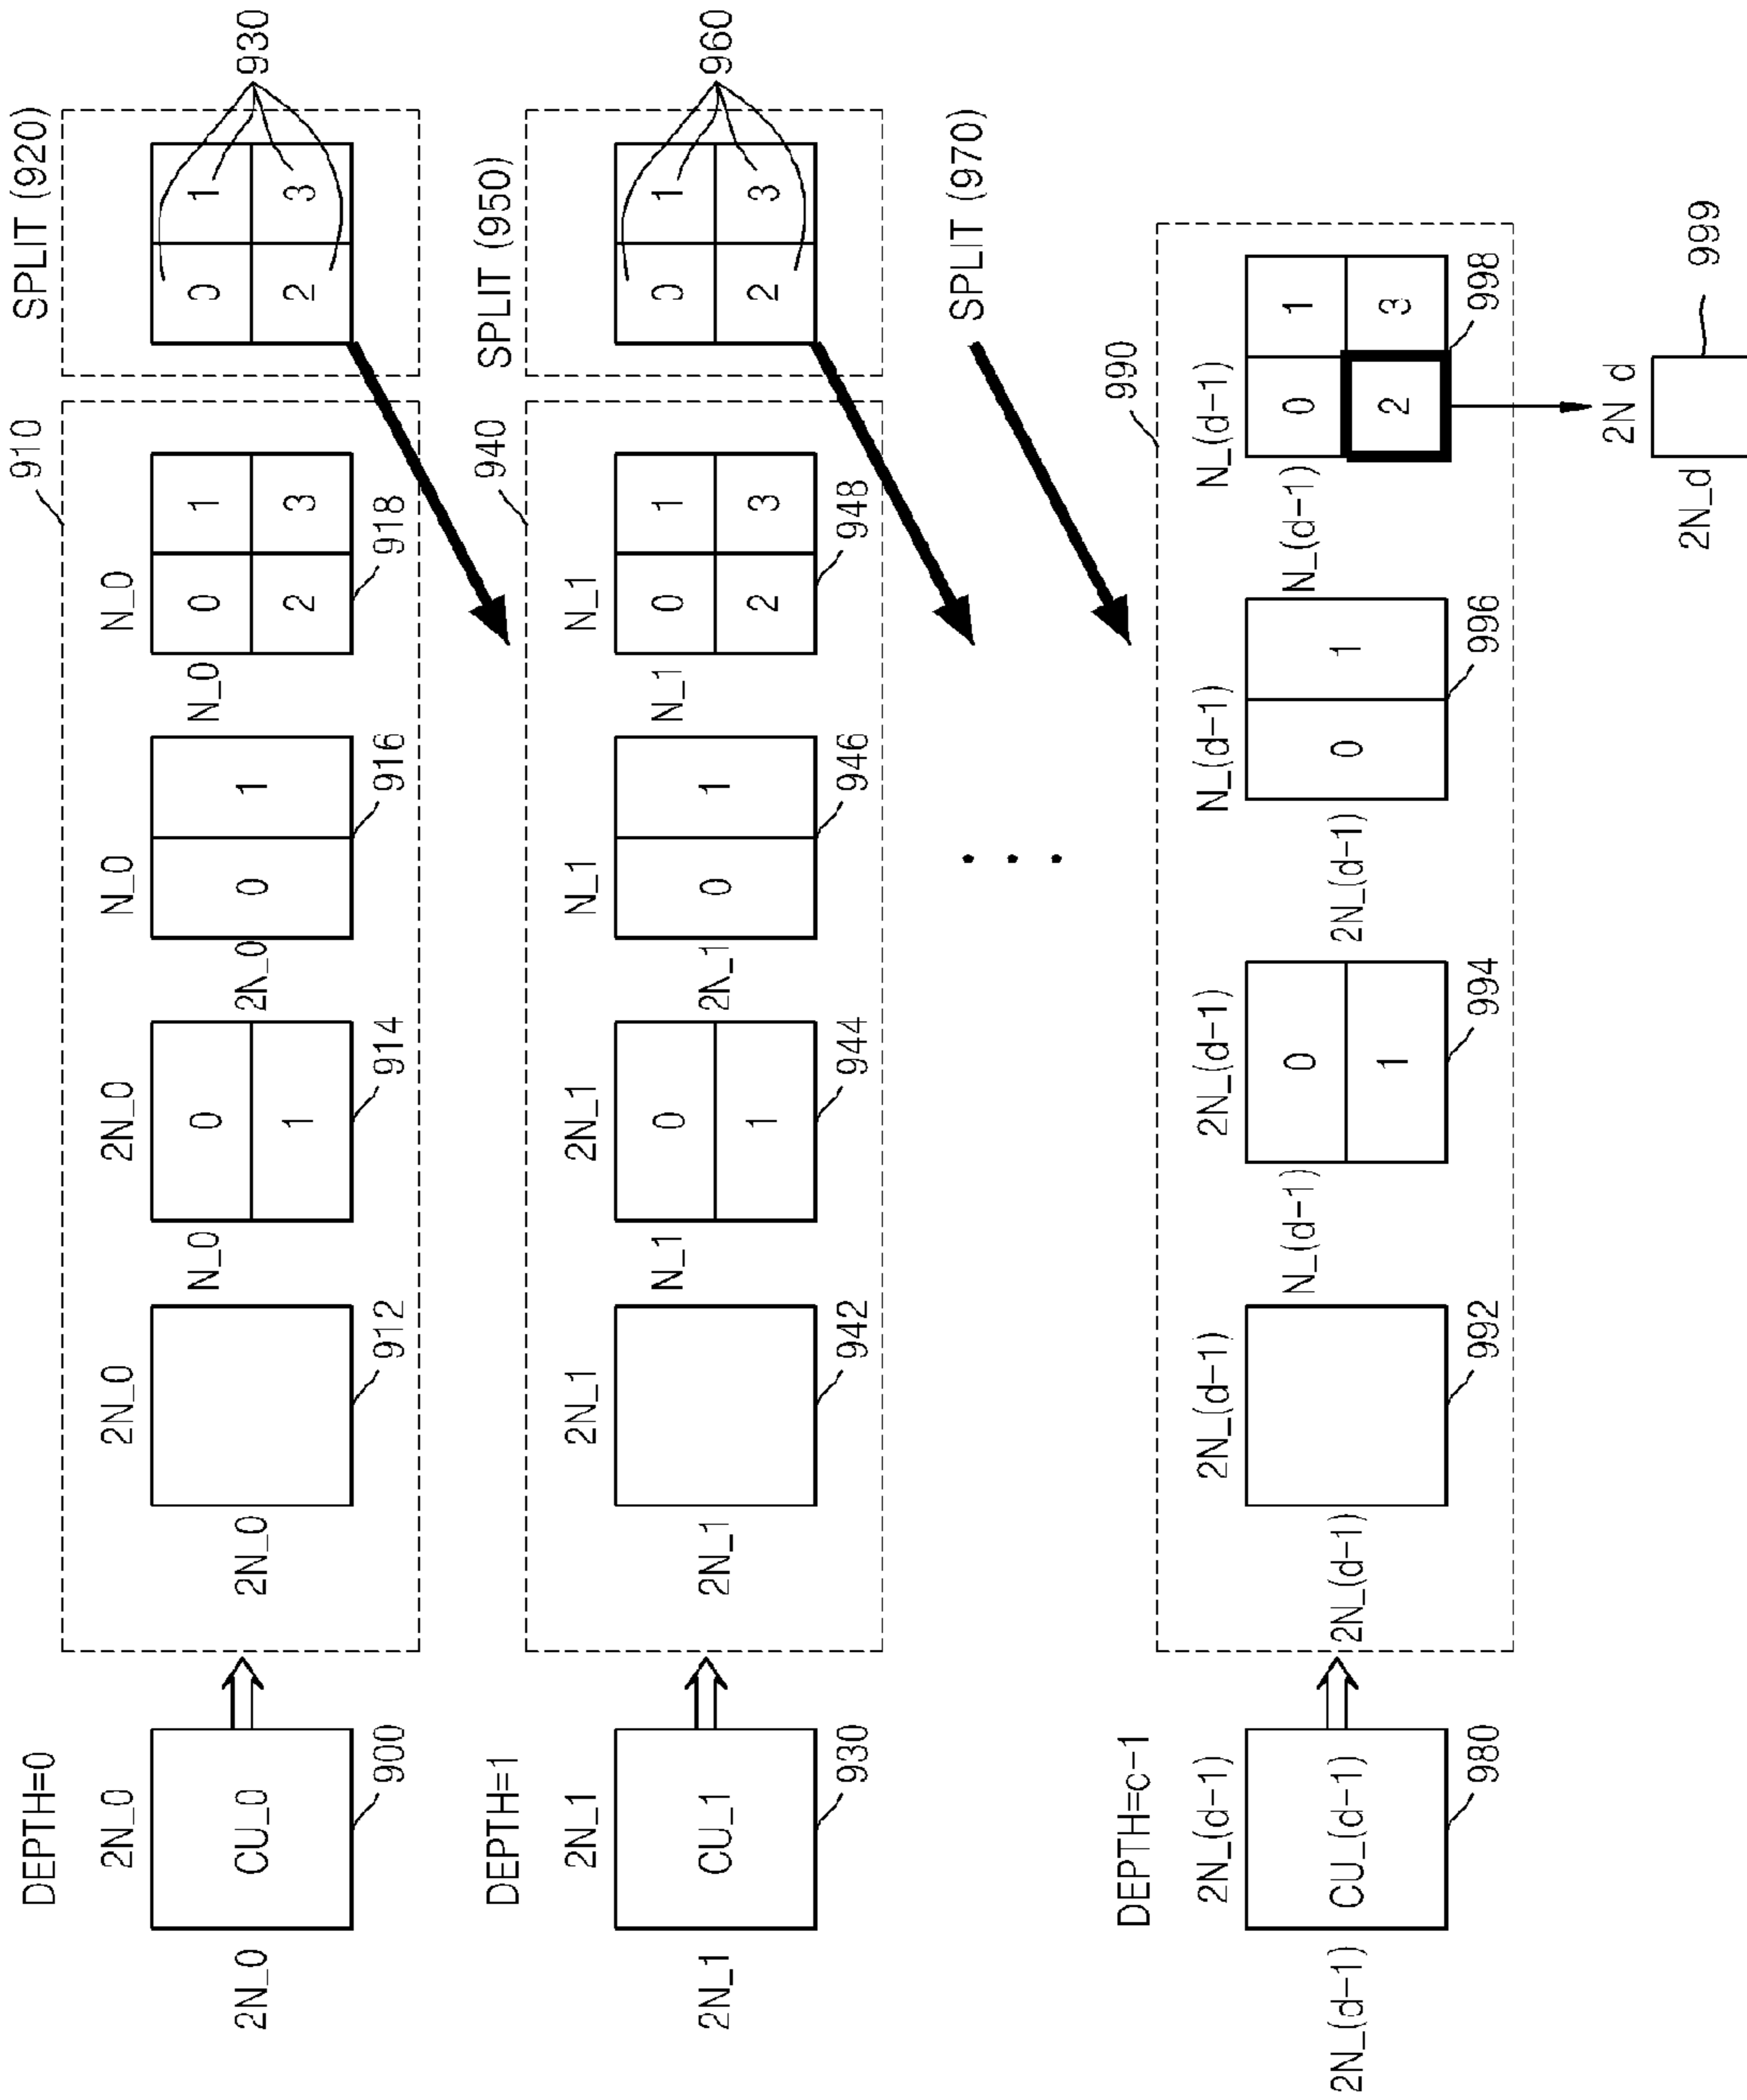 DEPTH=0
2N_0
2N_0
CU_0
900
910
2N_0
2N_0
912
2N_0
N_0
0
1
914
N_0
2N_0
0
1
916
N_0
N_0
0
1
2
3
918
SPLIT (920)
0
1
2
3
930
DEPTH=1
2N_1
2N_1
CU_1
930
940
2N_1
2N_1
942
2N_1
N_1
0
1
944
N_1
2N_1
0
1
946
N_1
N_1
0
1
2
3
948
SPLIT (950)
0
1
2
3
960
SPLIT (970)
DEPTH=c-1
2N_(d-1)
2N_(d-1)
CU_(d-1)
980
990
2N_(d-1)
2N_(d-1)
992
2N_(d-1)
N_(d-1)
0
1
994
N_(d-1)
2N_(d-1)
0
1
996
N_(d-1)
N_(d-1)
0
1
2
3
998
2N d
2N_d
999